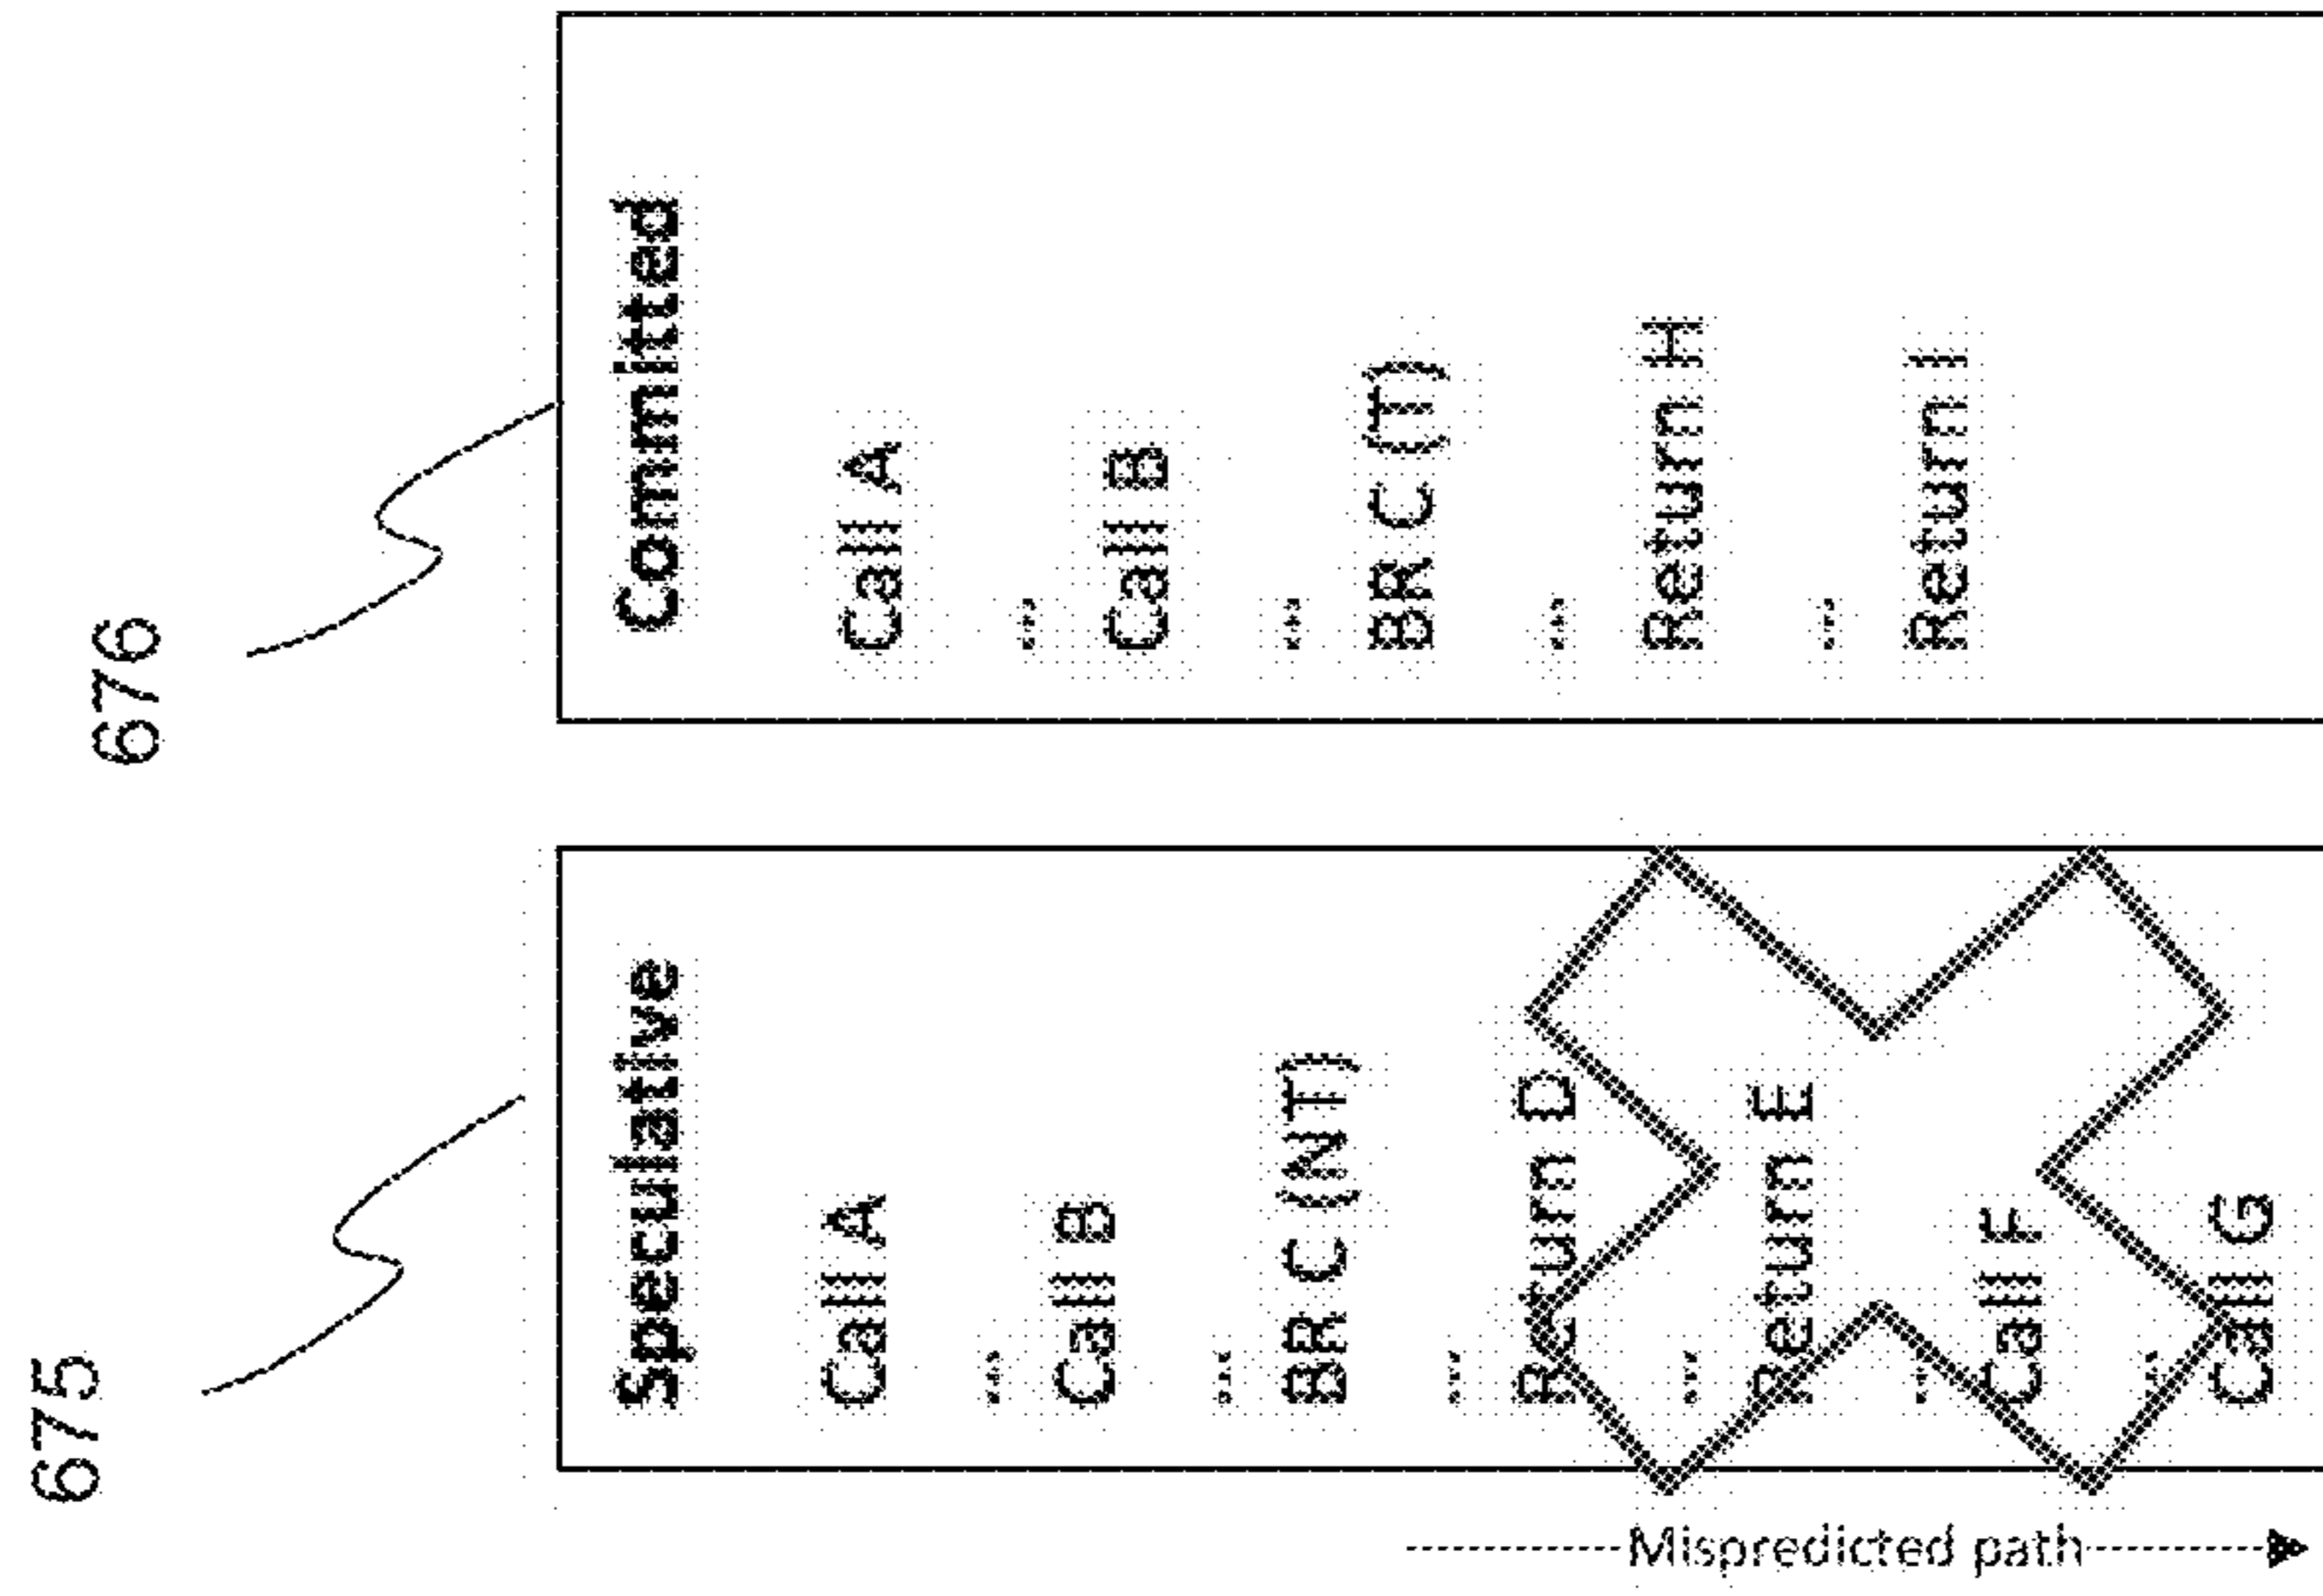 675
Speculative
Call A
...
Call B
...
BR C (NT)
...
Return D
...
Return E
...
Call F
...
Call G
Mispredicted path
676
Committed
Call A
...
Call B
...
BR C (T)
...
Return H
...
Return I